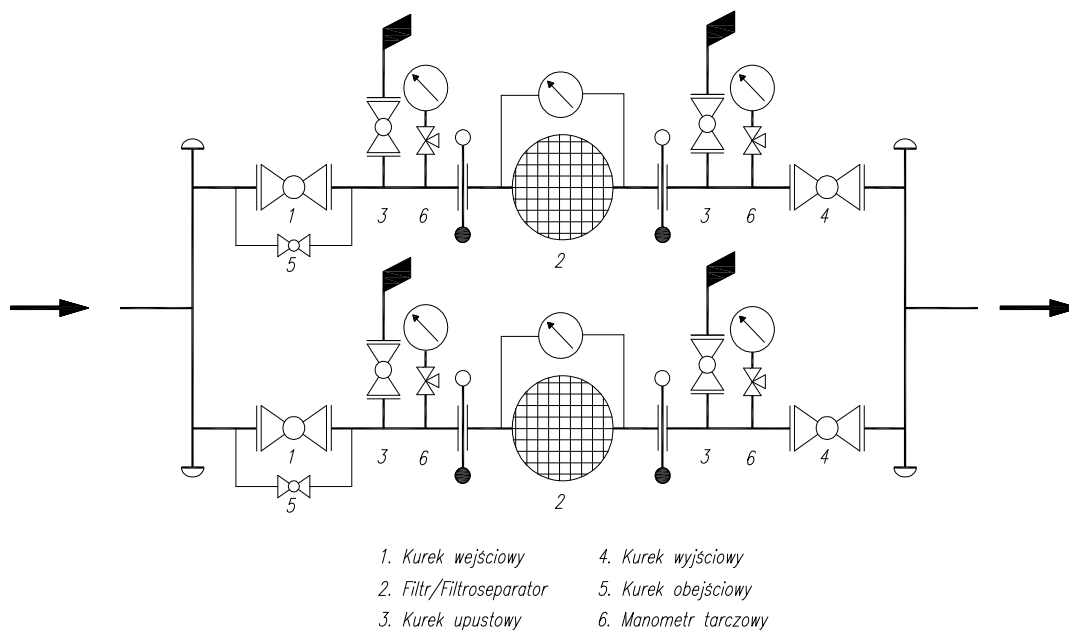 3 6 3 6
1 4
5 2
3 6 3 6
1 4
5 2
1. Kurek wejściowy 4. Kurek wyjściowy
2. Filtr/Filtroseparator 5. Kurek obejściowy
3. Kurek upustowy 6. Manometr tarczowy